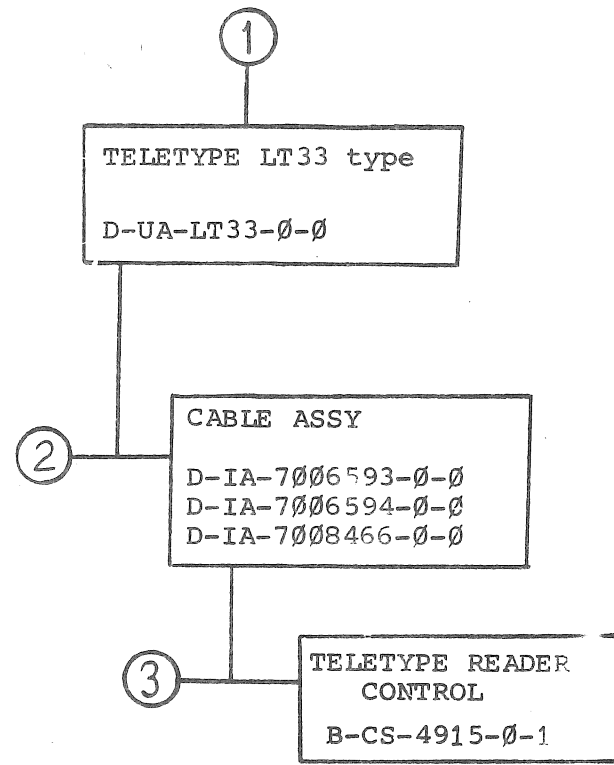 1
TELETYPE LT33 type
D-UA-LT33-Ø-Ø
2
CABLE ASSY
D-IA-7ØØ6593-Ø-Ø
D-IA-7ØØ6594-Ø-Ø
D-IA-7ØØ8466-Ø-Ø
3
TELETYPE READER
CONTROL
B-CS-4915-Ø-1